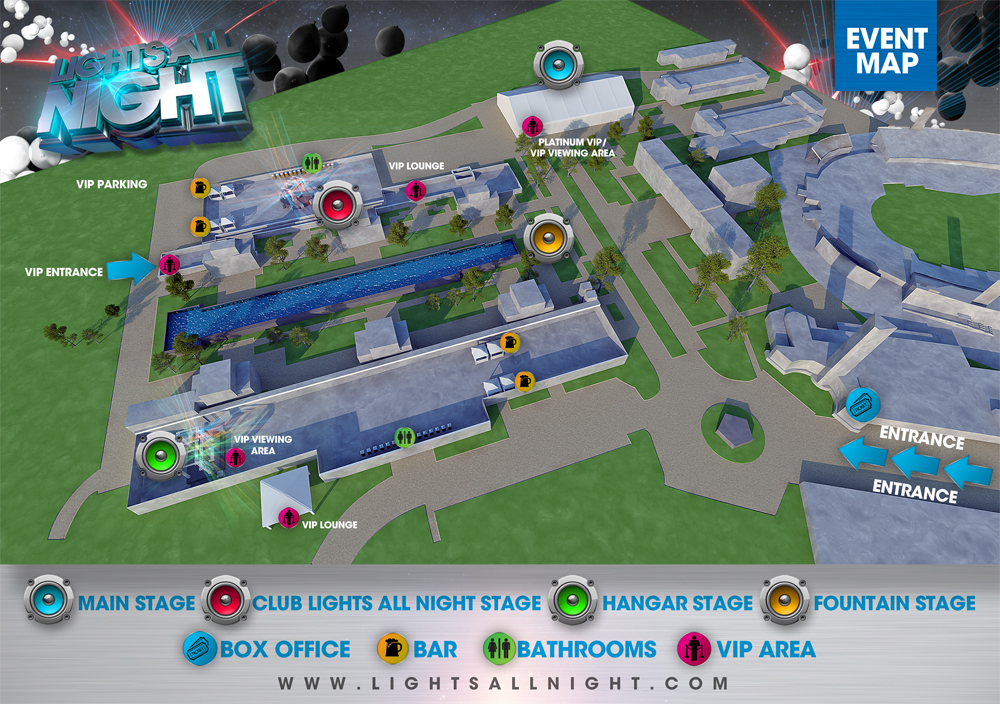 LIGHTS ALL
NIGHT
EVENT
MAP
PLATINUM VIP/
VIP VIEWING AREA
VIP LOUNGE
VIP PARKING
VIP ENTRANCE
VIP VIEWING
AREA
VIP LOUNGE
TICKET
ENTRANCE
ENTRANCE
MAIN STAGE CLUB LIGHTS ALL NIGHT STAGE HANGAR STAGE FOUNTAIN STAGE
TICKET BOX OFFICE BAR BATHROOMS VIP AREA
WWW.LIGHTSALLNIGHT.COM